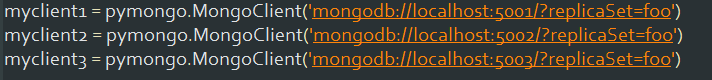 myclient1 = pymongo.MongoClient('mongodb://localhost:5001/?replicaSet=foo')
myclient2 = pymongo.MongoClient('mongodb://localhost:5002/?replicaSet=foo')
myclient3 = pymongo.MongoClient('mongodb://localhost:5003/?replicaSet=foo')